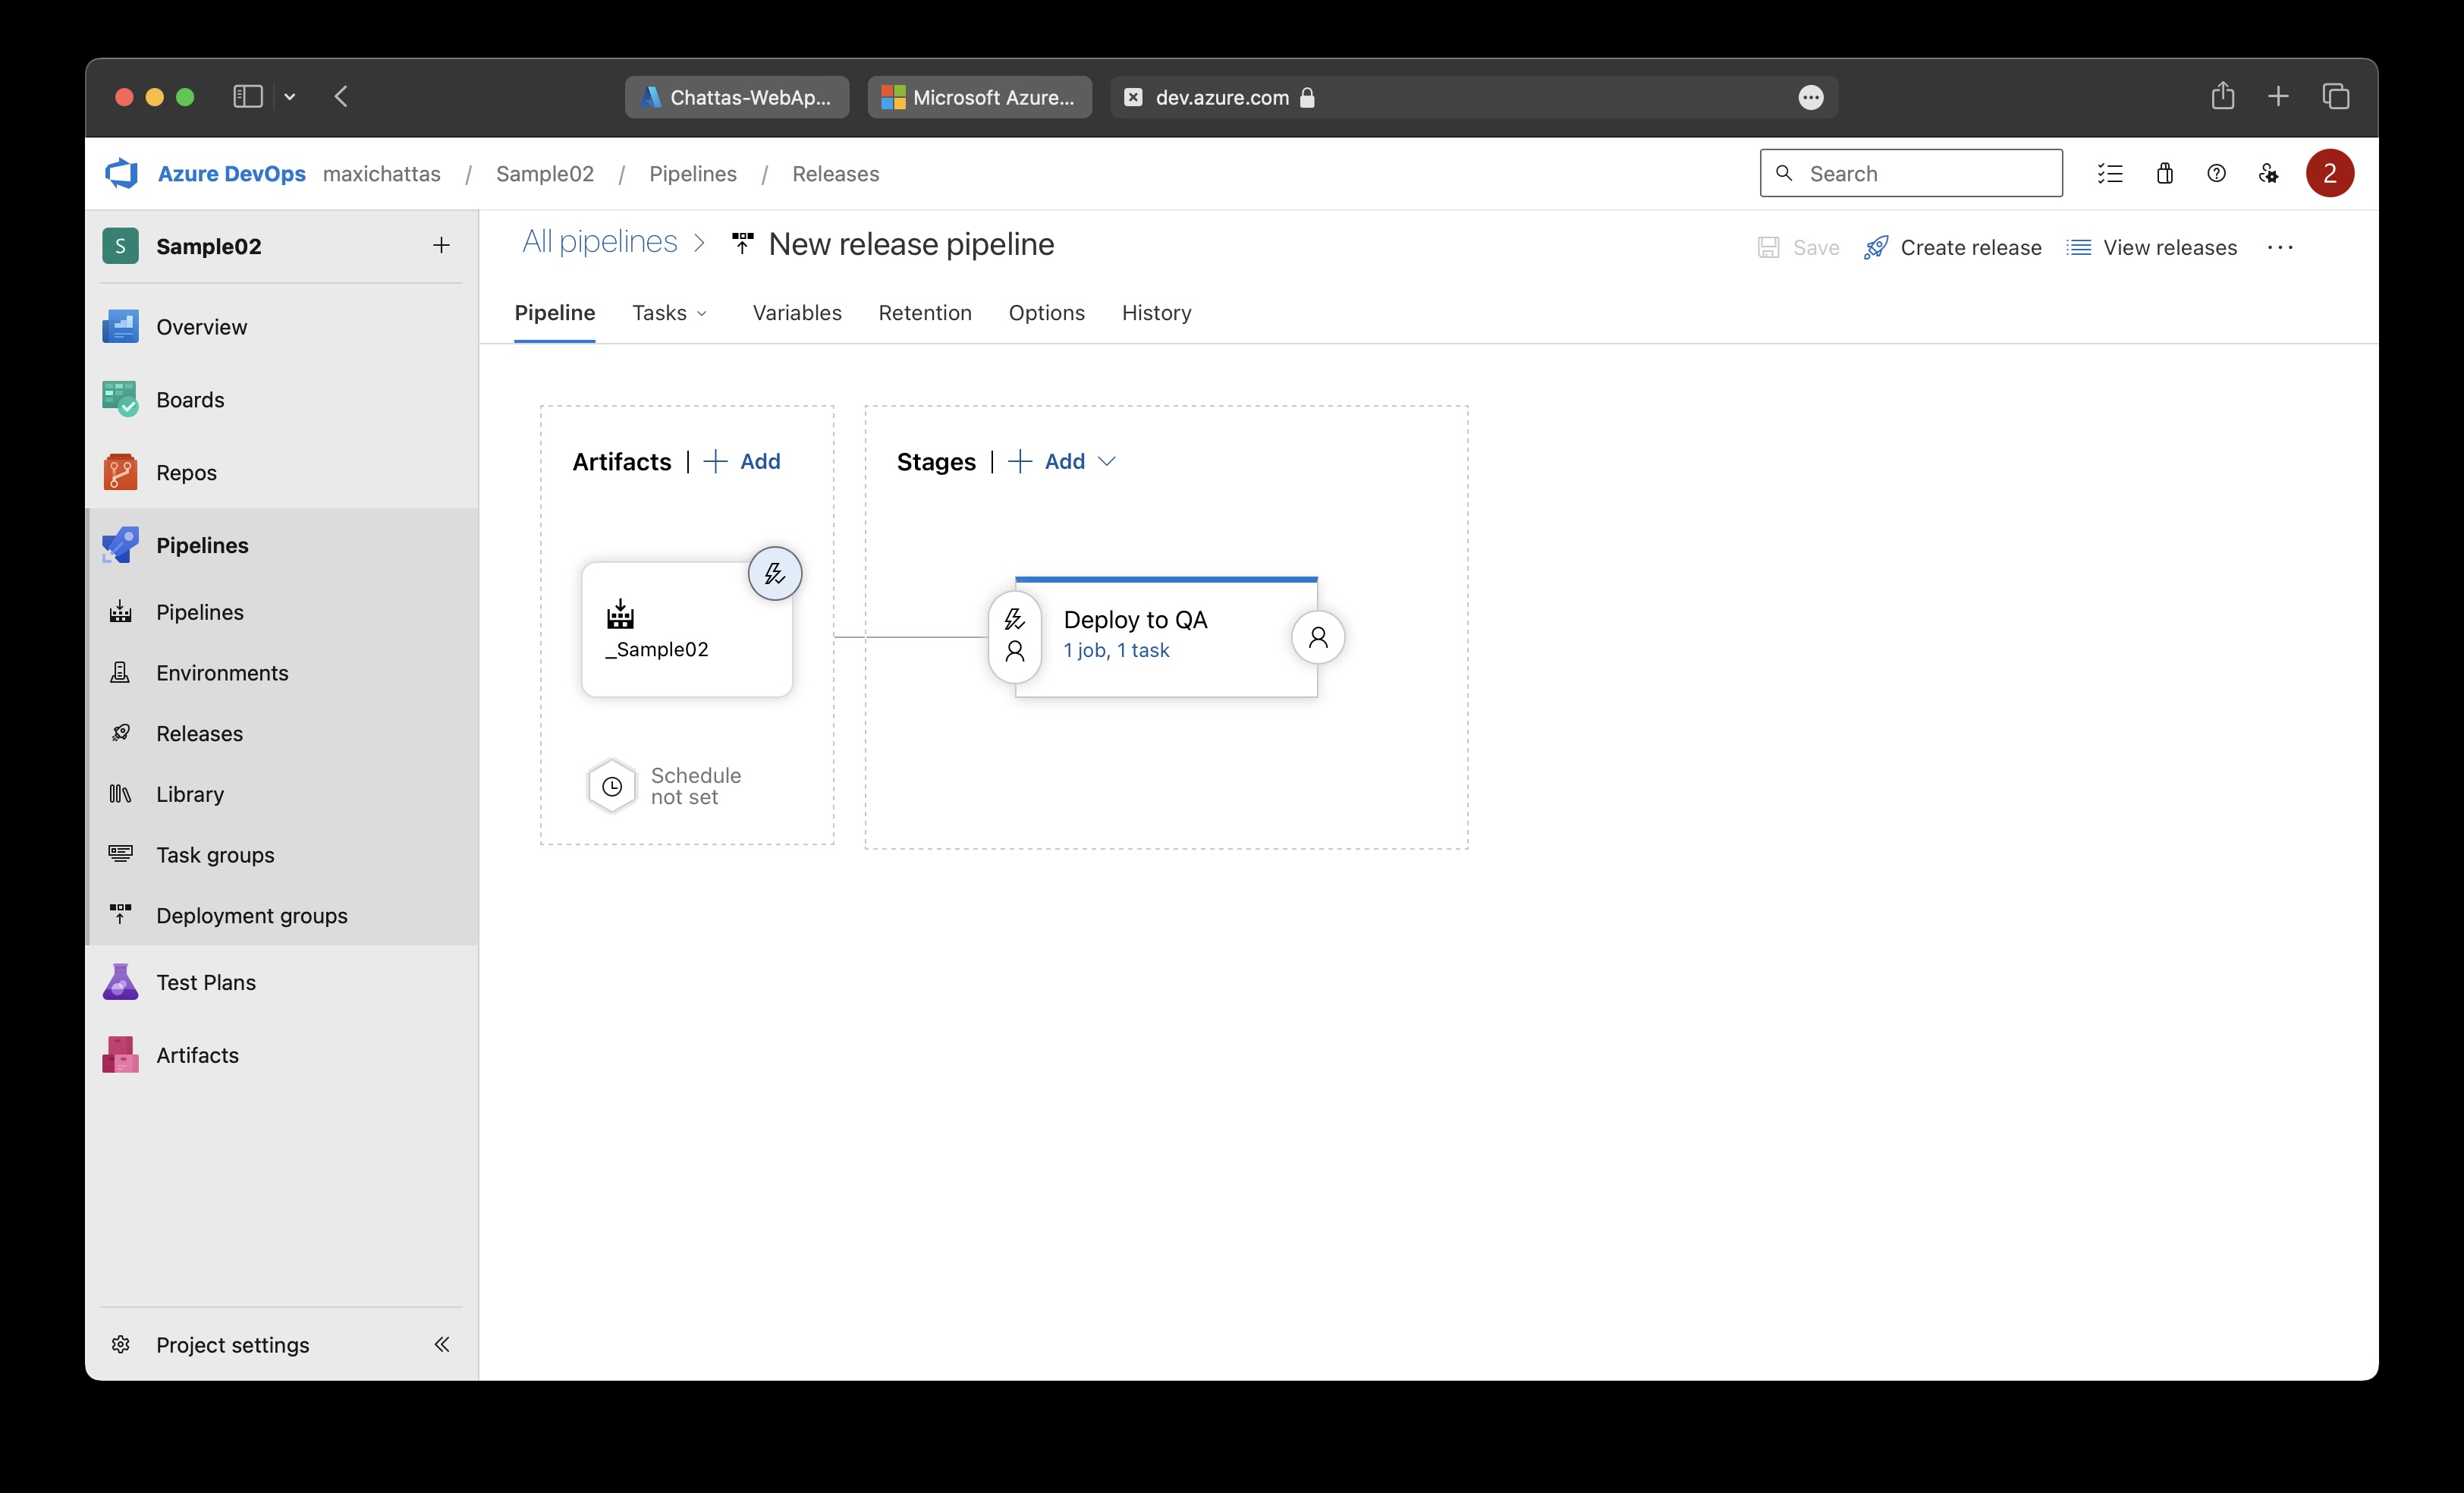 Chattas-WebAp...
Microsoft Azure...
dev.azure.com
Azure DevOps maxichattas / Sample02 / Pipelines / Releases
Search
2
S Sample02
Overview
Boards
Repos
Pipelines
Pipelines
Environments
Releases
Library
Task groups
Deployment groups
Test Plans
Artifacts
Project settings
All pipelines > New release pipeline
Save
Create release
View releases
Pipeline
Tasks
Variables
Retention
Options
History
Artifacts | + Add
_Sample02
Schedule
not set
Stages | + Add
Deploy to QA
1 job, 1 task